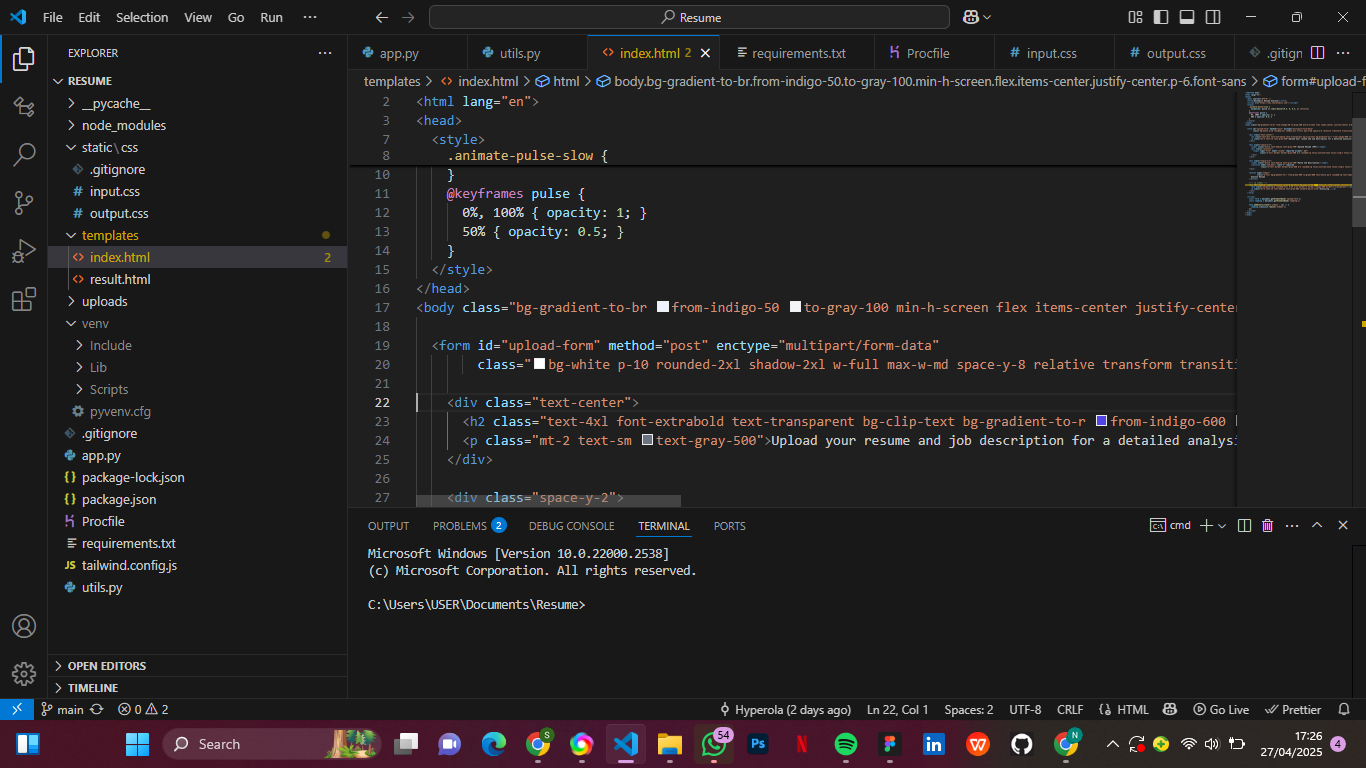 File Edit Selection View Go Run ···
Resume
EXPLORER ···
RESUME
__pycache__
node_modules
static\css
.gitignore
input.css
output.css
templates
index.html 2
result.html
uploads
venv
Include
Lib
Scripts
pyvenv.cfg
.gitignore
app.py
package-lock.json
package.json
Procfile
requirements.txt
tailwind.config.js
utils.py
OPEN EDITORS
TIMELINE
app.py utils.py index.html 2 requirements.txt Procfile input.css output.css .gitign ···
templates > index.html > html > body.bg-gradient-to-br.from-indigo-50.to-gray-100.min-h-screen.flex.items-center.justify-center.p-6.font-sans > form#upload-f
2 <html lang="en">
3 <head>
7 <style>
8 .animate-pulse-slow {
10 }
11 @keyframes pulse {
12 0%, 100% { opacity: 1; }
13 50% { opacity: 0.5; }
14 }
15 </style>
16 </head>
17 <body class="bg-gradient-to-br from-indigo-50 to-gray-100 min-h-screen flex items-center justify-center
18
19 <form id="upload-form" method="post" enctype="multipart/form-data"
20 class="bg-white p-10 rounded-2xl shadow-2xl w-full max-w-md space-y-8 relative transform transiti
21
22 <div class="text-center">
23 <h2 class="text-4xl font-extrabold text-transparent bg-clip-text bg-gradient-to-r from-indigo-600
24 <p class="mt-2 text-sm text-gray-500">Upload your resume and job description for a detailed analysi
25 </div>
26
27 <div class="space-y-2">
OUTPUT PROBLEMS 2 DEBUG CONSOLE TERMINAL PORTS
cmd ···
Microsoft Windows [Version 10.0.22000.2538]
(c) Microsoft Corporation. All rights reserved.
C:\Users\USER\Documents\Resume>
main 0 2 Hyperola (2 days ago) Ln 22, Col 1 Spaces: 2 UTF-8 CRLF HTML Go Live Prettier
Search
S
54
Ps
N
in
W
N
17:26
27/04/2025
4